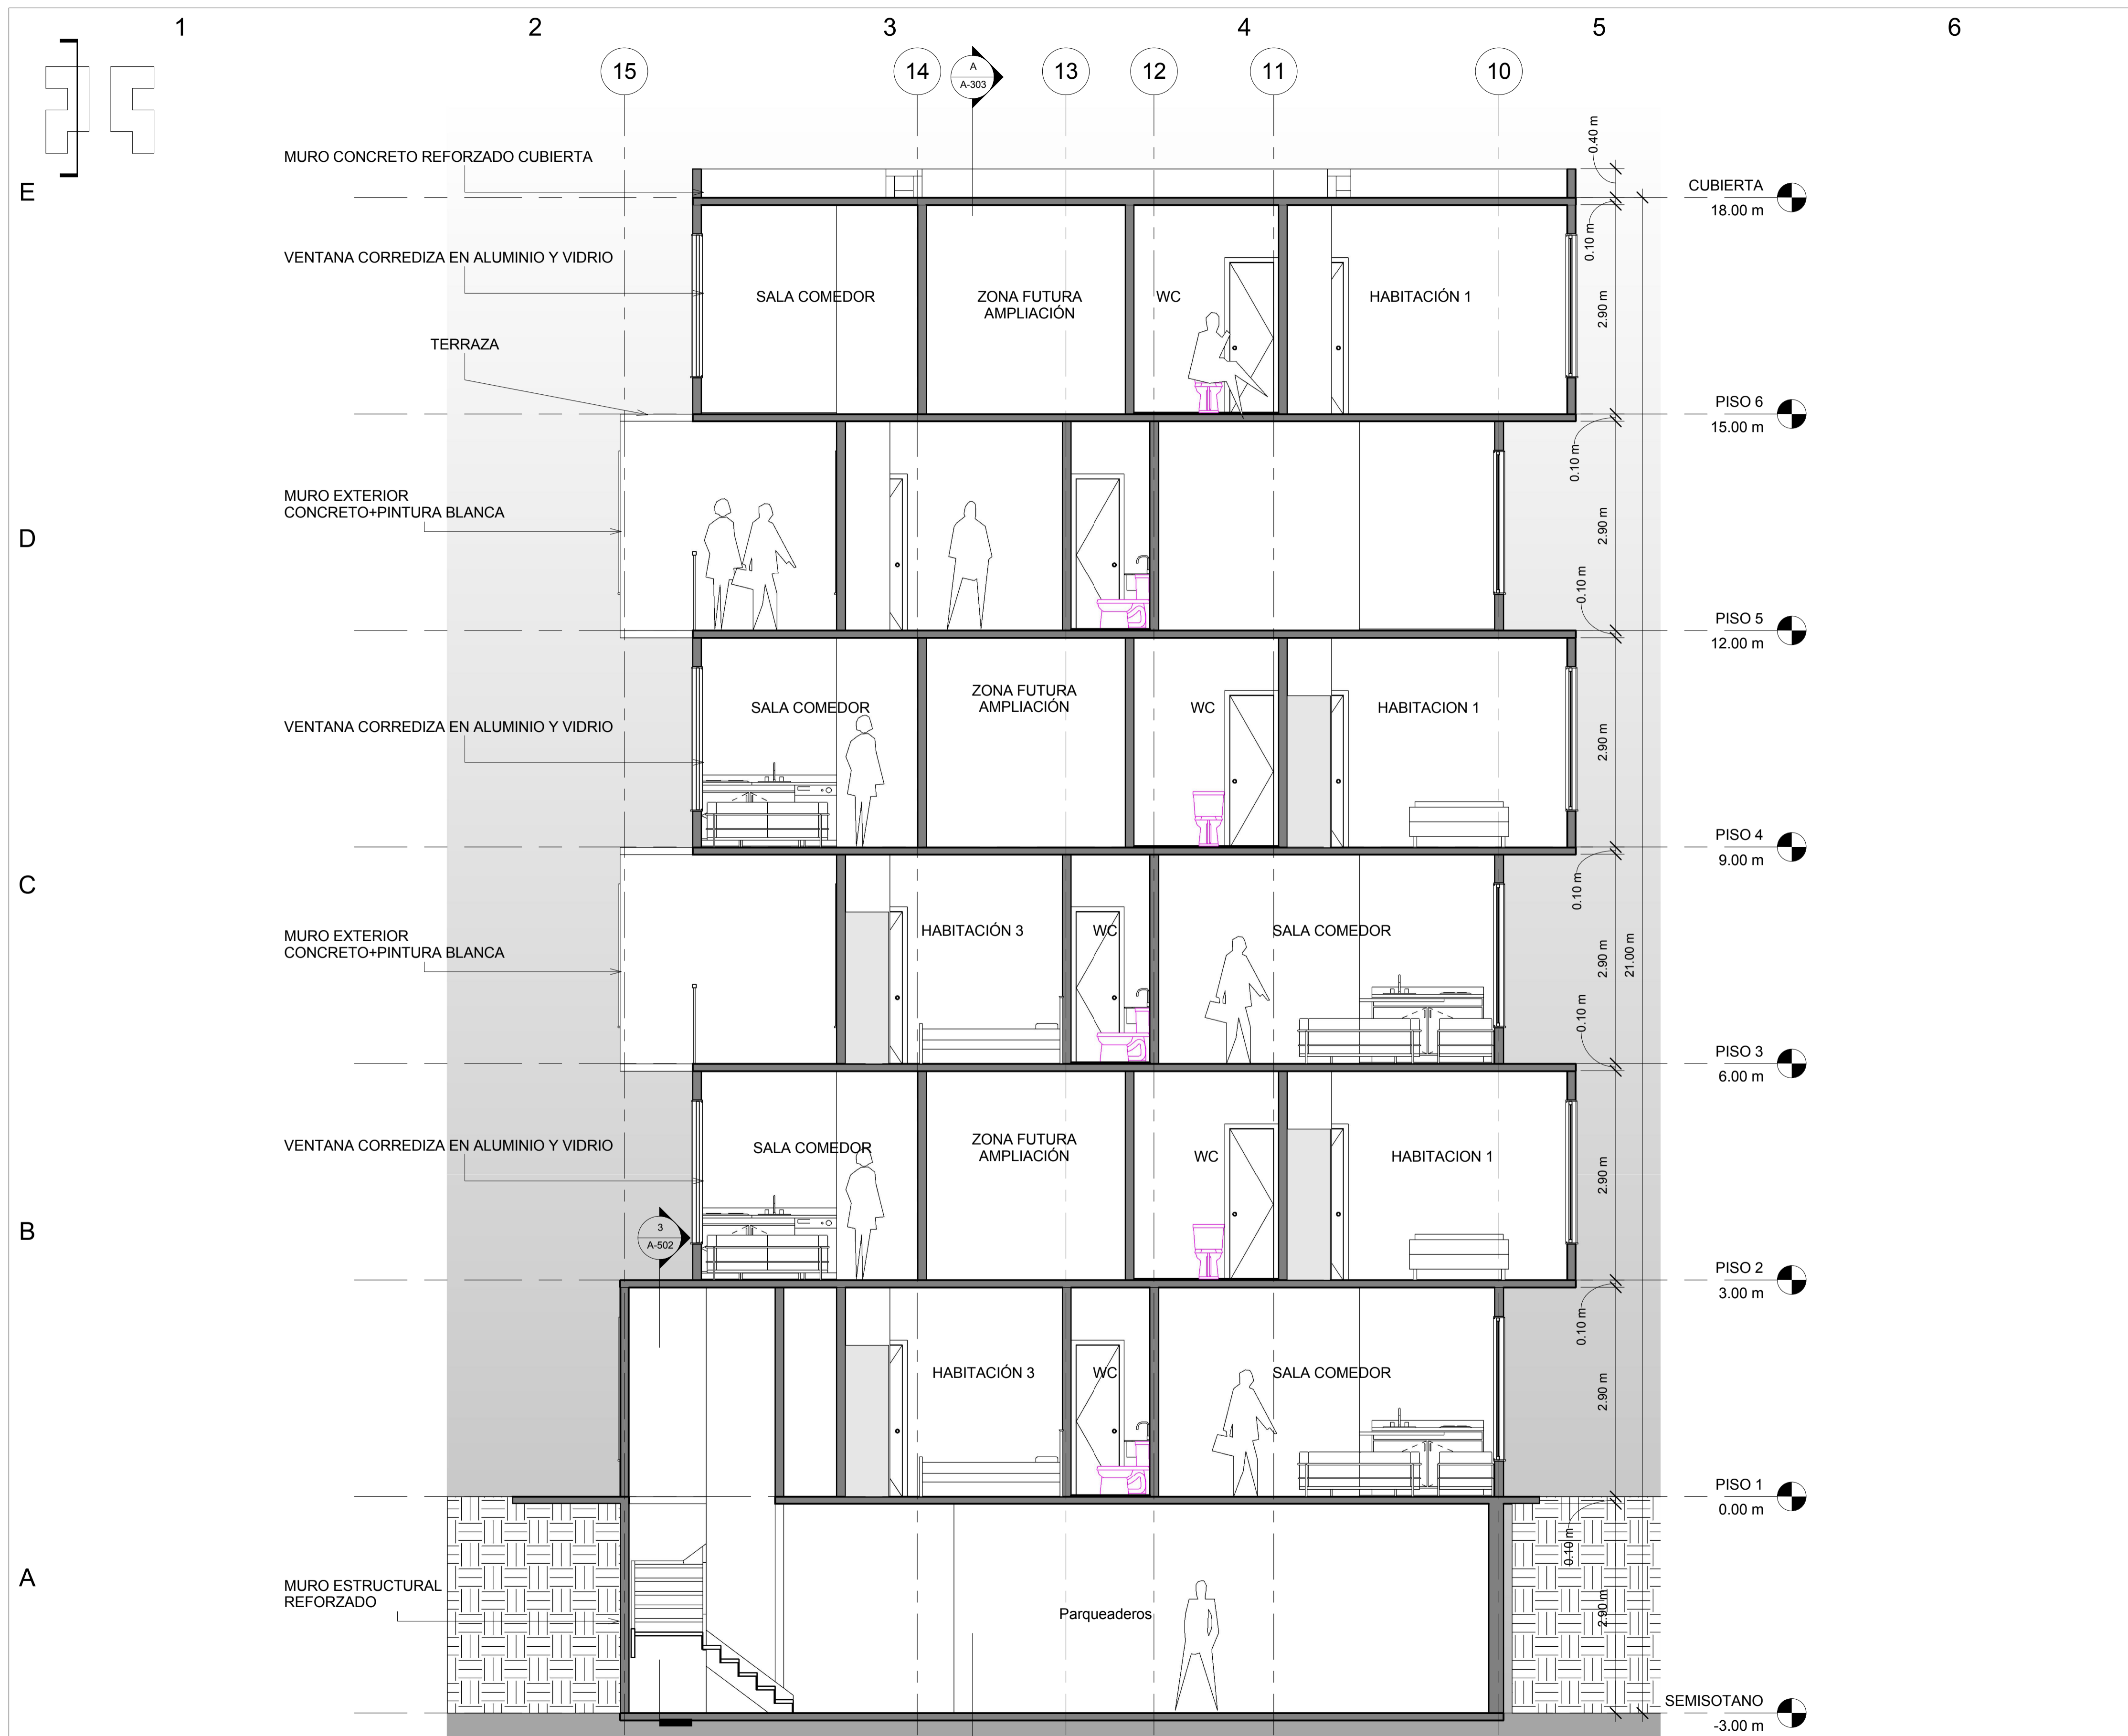 1 2 3 4 5 6
15 14 A 13 12 11 10
A-303
0.40 m
MURO CONCRETO REFORZADO CUBIERTA
E
CUBIERTA
18.00 m
0.10 m
VENTANA CORREDIZA EN ALUMINIO Y VIDRIO
SALA COMEDOR
ZONA FUTURA
AMPLIACIÓN
WC
HABITACIÓN 1
2.90 m
TERRAZA
PISO 6
15.00 m
0.10 m
MURO EXTERIOR
CONCRETO+PINTURA BLANCA
2.90 m
D
0.10 m
PISO 5
12.00 m
VENTANA CORREDIZA EN ALUMINIO Y VIDRIO
SALA COMEDOR
ZONA FUTURA
AMPLIACIÓN
WC
HABITACION 1
2.90 m
PISO 4
9.00 m
0.10 m
C
MURO EXTERIOR
CONCRETO+PINTURA BLANCA
HABITACIÓN 3
WC
SALA COMEDOR
2.90 m
21.00 m
0.10 m
PISO 3
6.00 m
VENTANA CORREDIZA EN ALUMINIO Y VIDRIO
SALA COMEDOR
ZONA FUTURA
AMPLIACIÓN
WC
HABITACION 1
2.90 m
B
3
A-502
PISO 2
3.00 m
0.10 m
HABITACIÓN 3
WC
SALA COMEDOR
2.90 m
PISO 1
0.00 m
0.10 m
A
MURO ESTRUCTURAL
REFORZADO
Parqueaderos
2.90 m
SEMISOTANO
-3.00 m